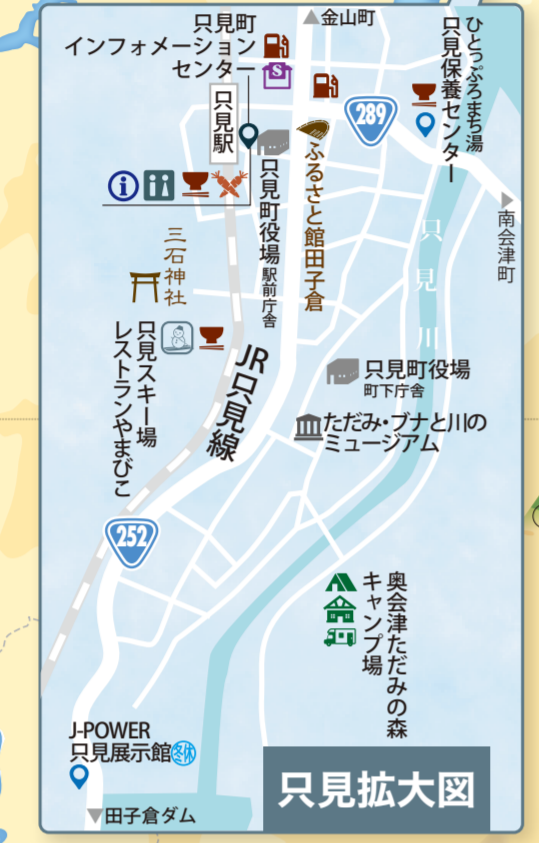 只見町
インフォメーション
センター
▲金山町
S
ひとっぷろまち湯
只見保養センター
289
只見駅
i
只見町役場 駅前庁舎
ふるさと館田子倉
▶南会津町
三石神社
只見川
只見スキー場
レストランやまびこ
JR只見線
只見町役場
町下庁舎
ただみ・ブナと川の
ミュージアム
252
奥会津ただみの森
キャンプ場
J-POWER
只見展示館 冬休
▼田子倉ダム
只見拡大図